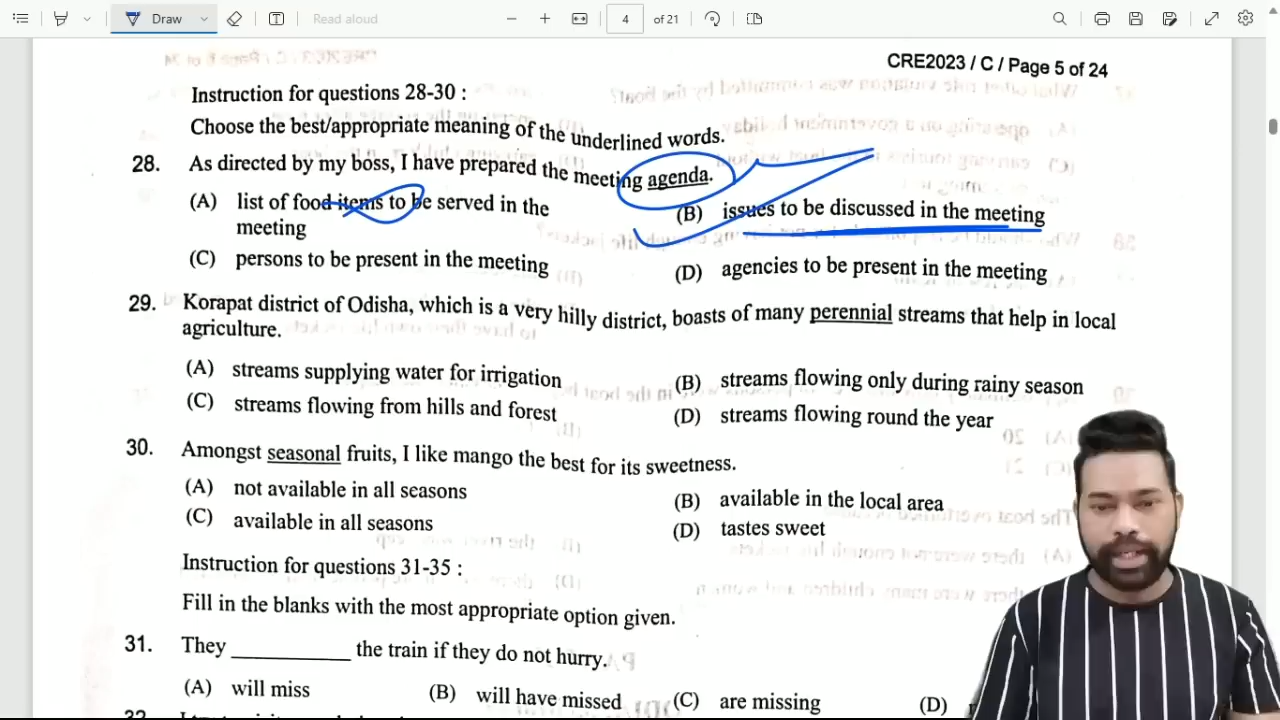 Draw
Read aloud
4
of 21
CRE2023 / C / Page 5 of 24
Instruction for questions 28-30 :
Choose the best/appropriate meaning of the underlined words.
28. As directed by my boss, I have prepared the meeting agenda.
(A) list of food items to be served in the meeting
(B) issues to be discussed in the meeting
(C) persons to be present in the meeting
(D) agencies to be present in the meeting
29. Korapat district of Odisha, which is a very hilly district, boasts of many perennial streams that help in local
agriculture.
(A) streams supplying water for irrigation
(B) streams flowing only during rainy season
(C) streams flowing from hills and forest
(D) streams flowing round the year
30. Amongst seasonal fruits, I like mango the best for its sweetness.
(A) not available in all seasons
(B) available in the local area
(C) available in all seasons
(D) tastes sweet
Instruction for questions 31-35 :
Fill in the blanks with the most appropriate option given.
31. They __________ the train if they do not hurry.
(A) will miss (B) will have missed (C) are missing (D)